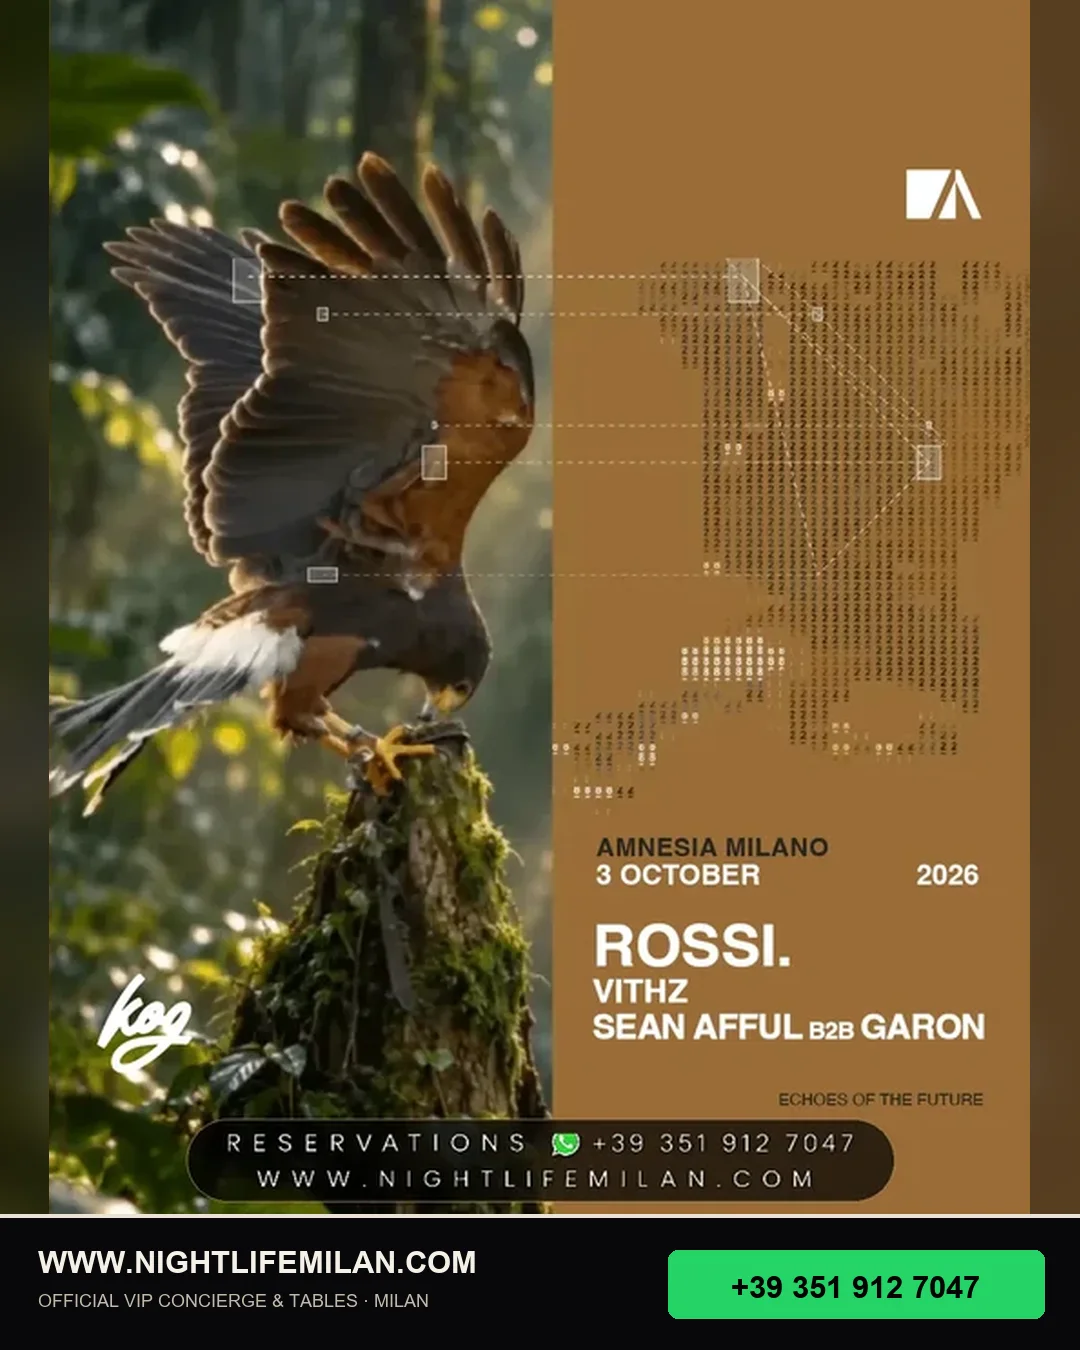 AMNESIA MILANO
3 OCTOBER 2026
ROSSI.
VITHZ
SEAN AFFUL B2B GARON
kog
ECHOES OF THE FUTURE
RESERVATIONS +39 351 912 7047
WWW.NIGHTLIFEMILAN.COM
WWW.NIGHTLIFEMILAN.COM
OFFICIAL VIP CONCIERGE & TABLES · MILAN
+39 351 912 7047